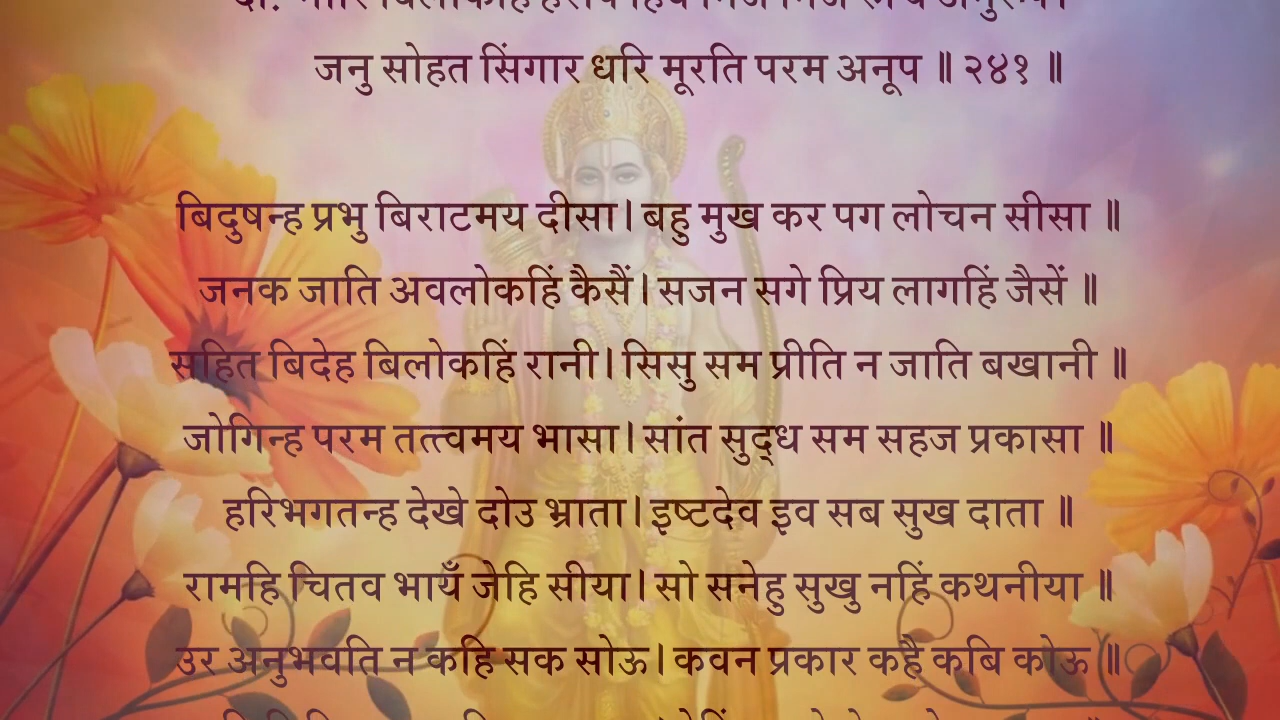 जनु सोहत सिंगार धरि मूरति परम अनूप ॥ २४१ ॥
बिदुषन्ह प्रभु बिराटमय दीसा। बहु मुख कर पग लोचन सीसा ॥
जनक जाति अवलोकहिं कैसैं। सजन सगे प्रिय लागहिं जैसें ॥
सहित बिदेह बिलोकहिं रानी। सिसु सम प्रीति न जाति बखानी ॥
जोगिन्ह परम तत्त्वमय भासा। सांत सुद्ध सम सहज प्रकासा ॥
हरिभगतन्ह देखे दोउ भ्राता। इष्टदेव इव सब सुख दाता ॥
रामहि चितव भायँ जेहि सीया। सो सनेहु सुखु नहिं कथनीया ॥
उर अनुभवति न कहि सक सोऊ। कवन प्रकार कहै कबि कोऊ ॥